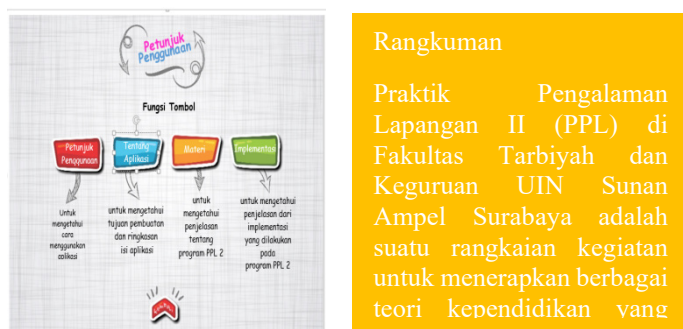 Petunjuk
Penggunaan
Fungsi Tombol
Petunjuk
Penggunaan
Tentang
Aplikasi
Materi
Implementasi
Untuk
mengetahui
cara
menggunakan
aplikasi
untuk mengetahui
tujuan pembuatan
dan ringkasan
isi aplikasi
untuk
mengetahui
penjelasan
tentang
program PPL 2
untuk mengetahui
penjelasan dari
implementasi
yang dilakukan
pada
program PPL 2
Rangkuman
Praktik Pengalaman
Lapangan II (PPL) di
Fakultas Tarbiyah dan
Keguruan UIN Sunan
Ampel Surabaya adalah
suatu rangkaian kegiatan
untuk menerapkan berbagai
teori kependidikan yang